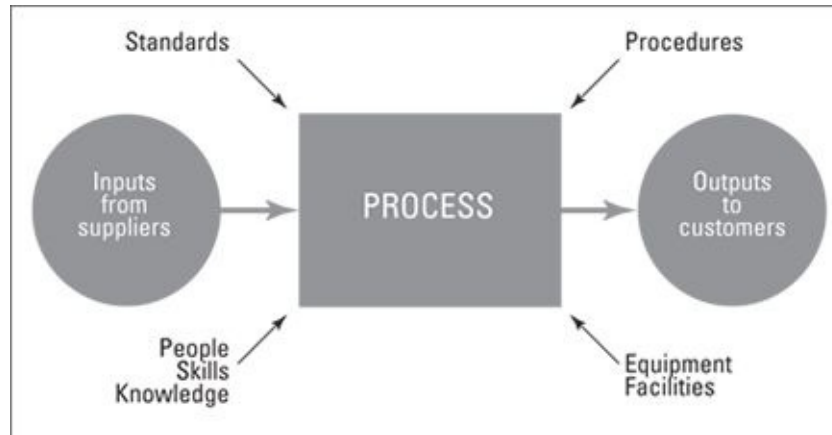 Standards
Procedures
Inputs
from
suppliers
PROCESS
Outputs
to
customers
People
Skills
Knowledge
Equipment
Facilities